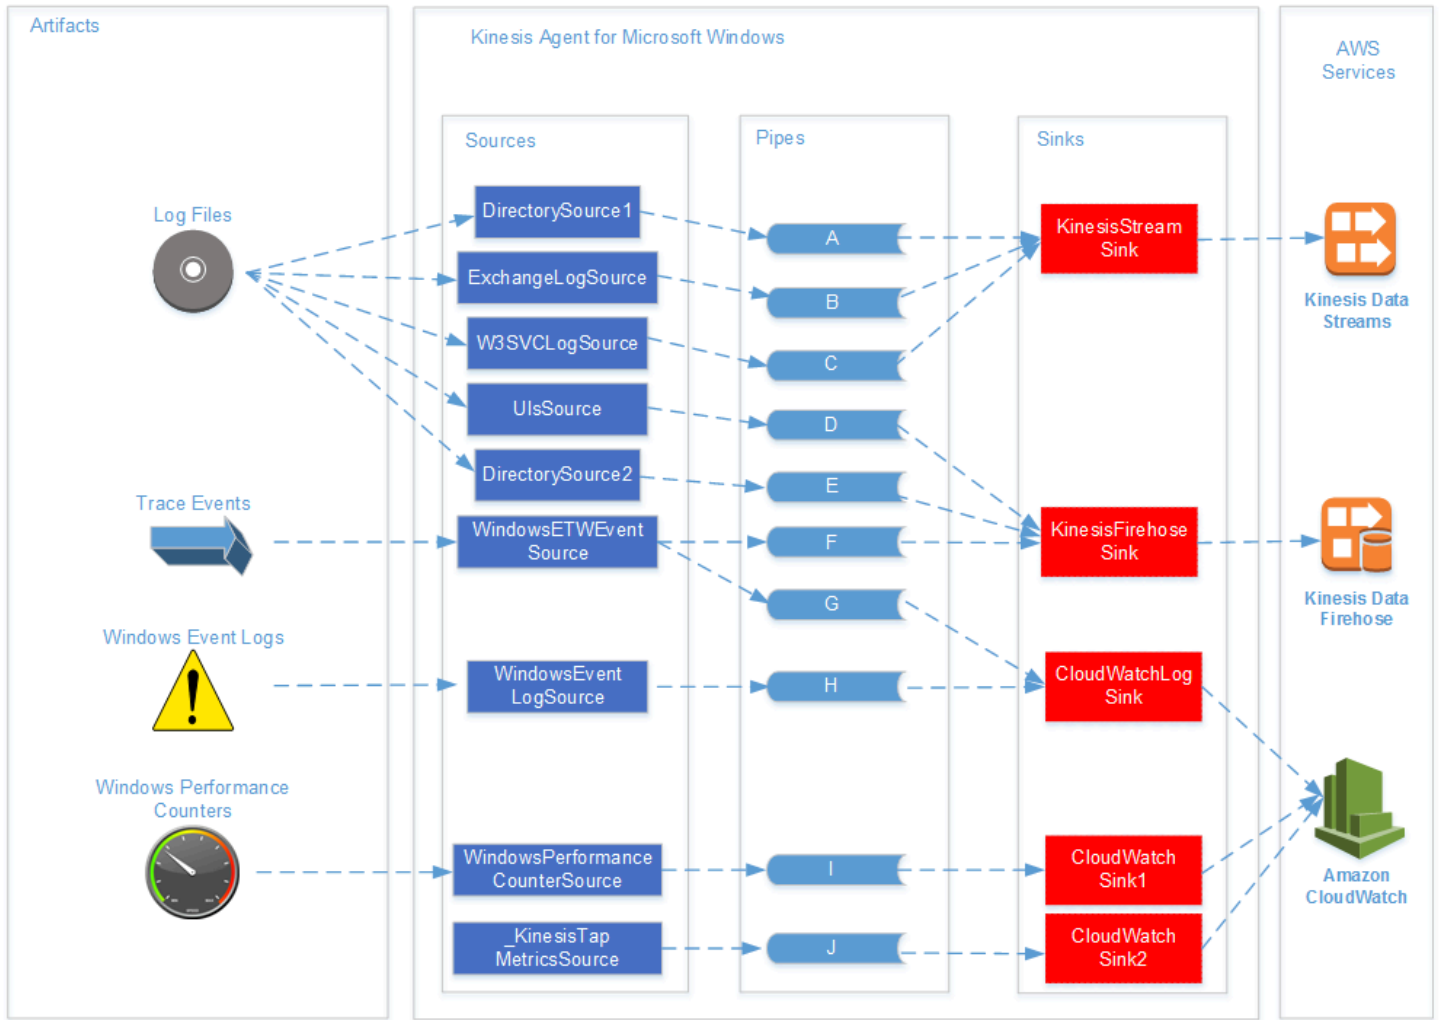 Artifacts
Log Files
Trace Events
Windows Event Logs
Windows Performance
Counters
Kinesis Agent for Microsoft Windows
Sources
DirectorySource1
ExchangeLogSource
W3SVCLogSource
UlsSource
DirectorySource2
WindowsETWEvent
Source
WindowsEvent
LogSource
WindowsPerformance
CounterSource
_KinesisTap
MetricsSource
Pipes
A
B
C
D
E
F
G
H
I
J
Sinks
KinesisStream
Sink
KinesisFirehose
Sink
CloudWatchLog
Sink
CloudWatch
Sink1
CloudWatch
Sink2
AWS
Services
Kinesis Data
Streams
Kinesis Data
Firehose
Amazon
CloudWatch